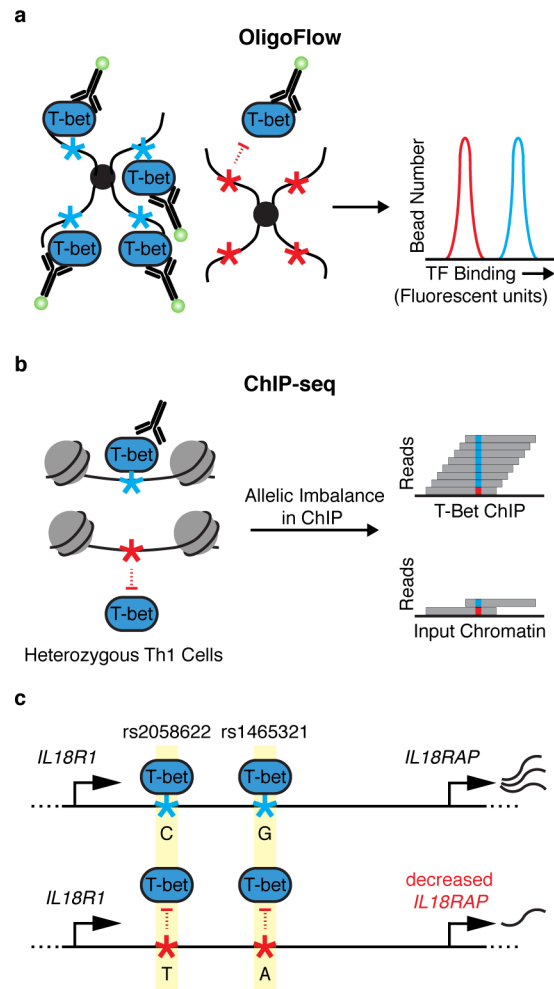 a
OligoFlow
T-bet
T-bet
T-bet
T-bet
T-bet
Bead Number
TF Binding
(Fluorescent units)
b
ChIP-seq
T-bet
T-bet
Heterozygous Th1 Cells
Allelic Imbalance
in ChIP
Reads
T-Bet ChIP
Reads
Input Chromatin
c
rs2058622 rs1465321
IL18R1
T-bet
T-bet
IL18RAP
C
G
IL18R1
T-bet
T-bet
decreased
IL18RAP
T
A